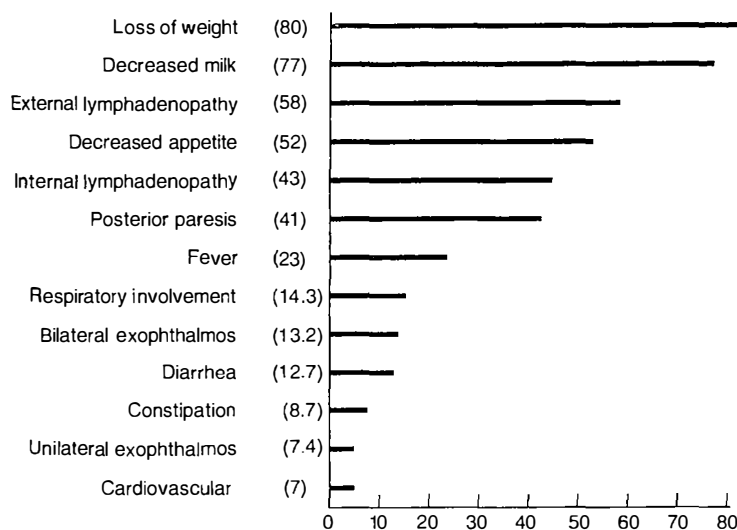 Loss of weight (80)
Decreased milk (77)
External lymphadenopathy (58)
Decreased appetite (52)
Internal lymphadenopathy (43)
Posterior paresis (41)
Fever (23)
Respiratory involvement (14.3)
Bilateral exophthalmos (13.2)
Diarrhea (12.7)
Constipation (8.7)
Unilateral exophthalmos (7.4)
Cardiovascular (7)
0 10 20 30 40 50 60 70 80